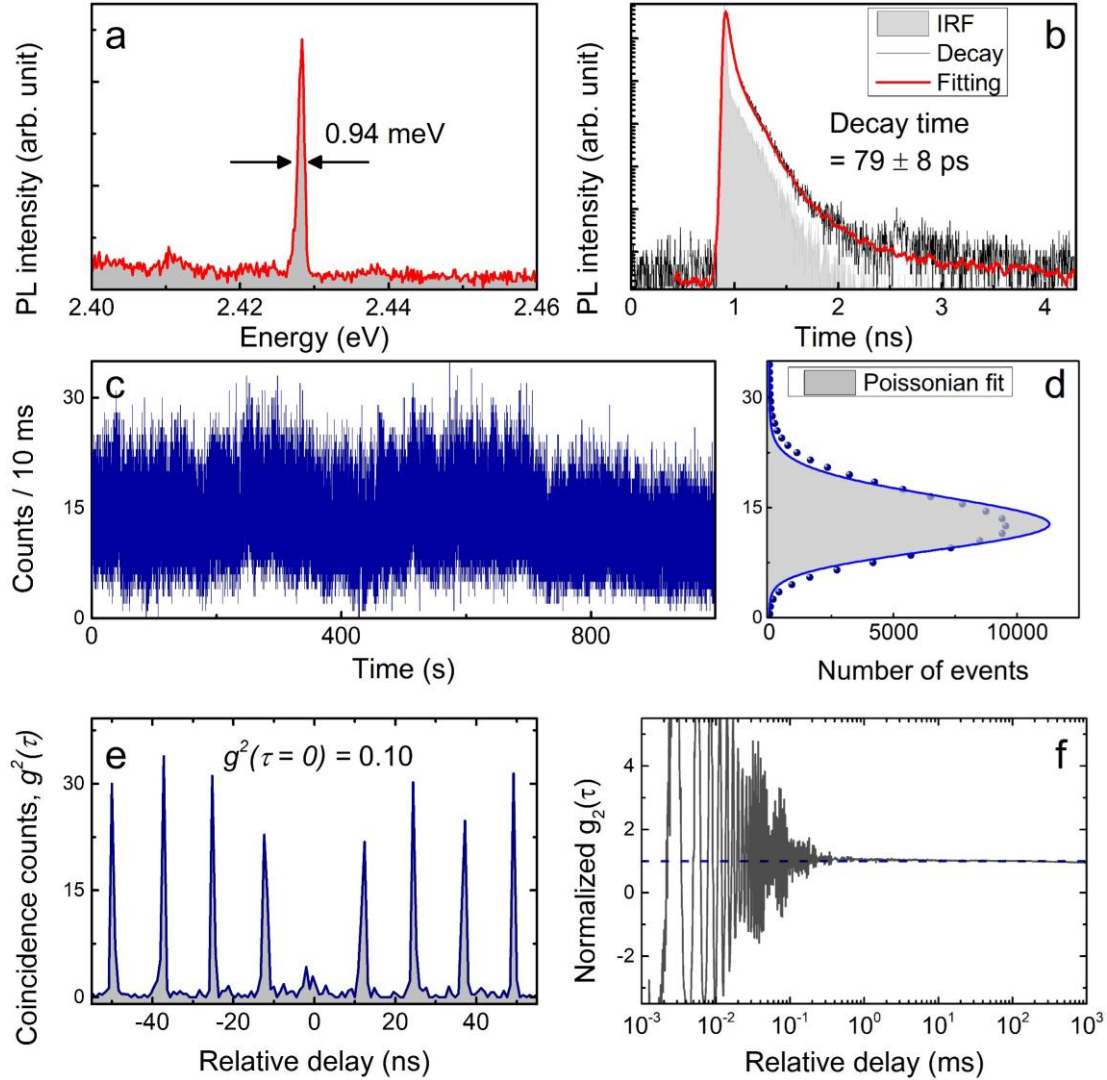 a
PL intensity (arb. unit)
0.94 meV
2.40 2.42 2.44 2.46
Energy (eV)
b
PL intensity (arb. unit)
IRF
Decay
Fitting
Decay time
= 79 ± 8 ps
0 1 2 3 4
Time (ns)
c
Counts / 10 ms
30
15
0
0 400 800
Time (s)
d
Poissonian fit
30
15
0
0 5000 10000
Number of events
e
Coincidence counts, g²(τ)
g²(τ = 0) = 0.10
30
15
0
-40 -20 0 20 40
Relative delay (ns)
f
Normalized g₂(τ)
4
2
0
-2
10⁻³ 10⁻² 10⁻¹ 10⁰ 10¹ 10² 10³
Relative delay (ms)